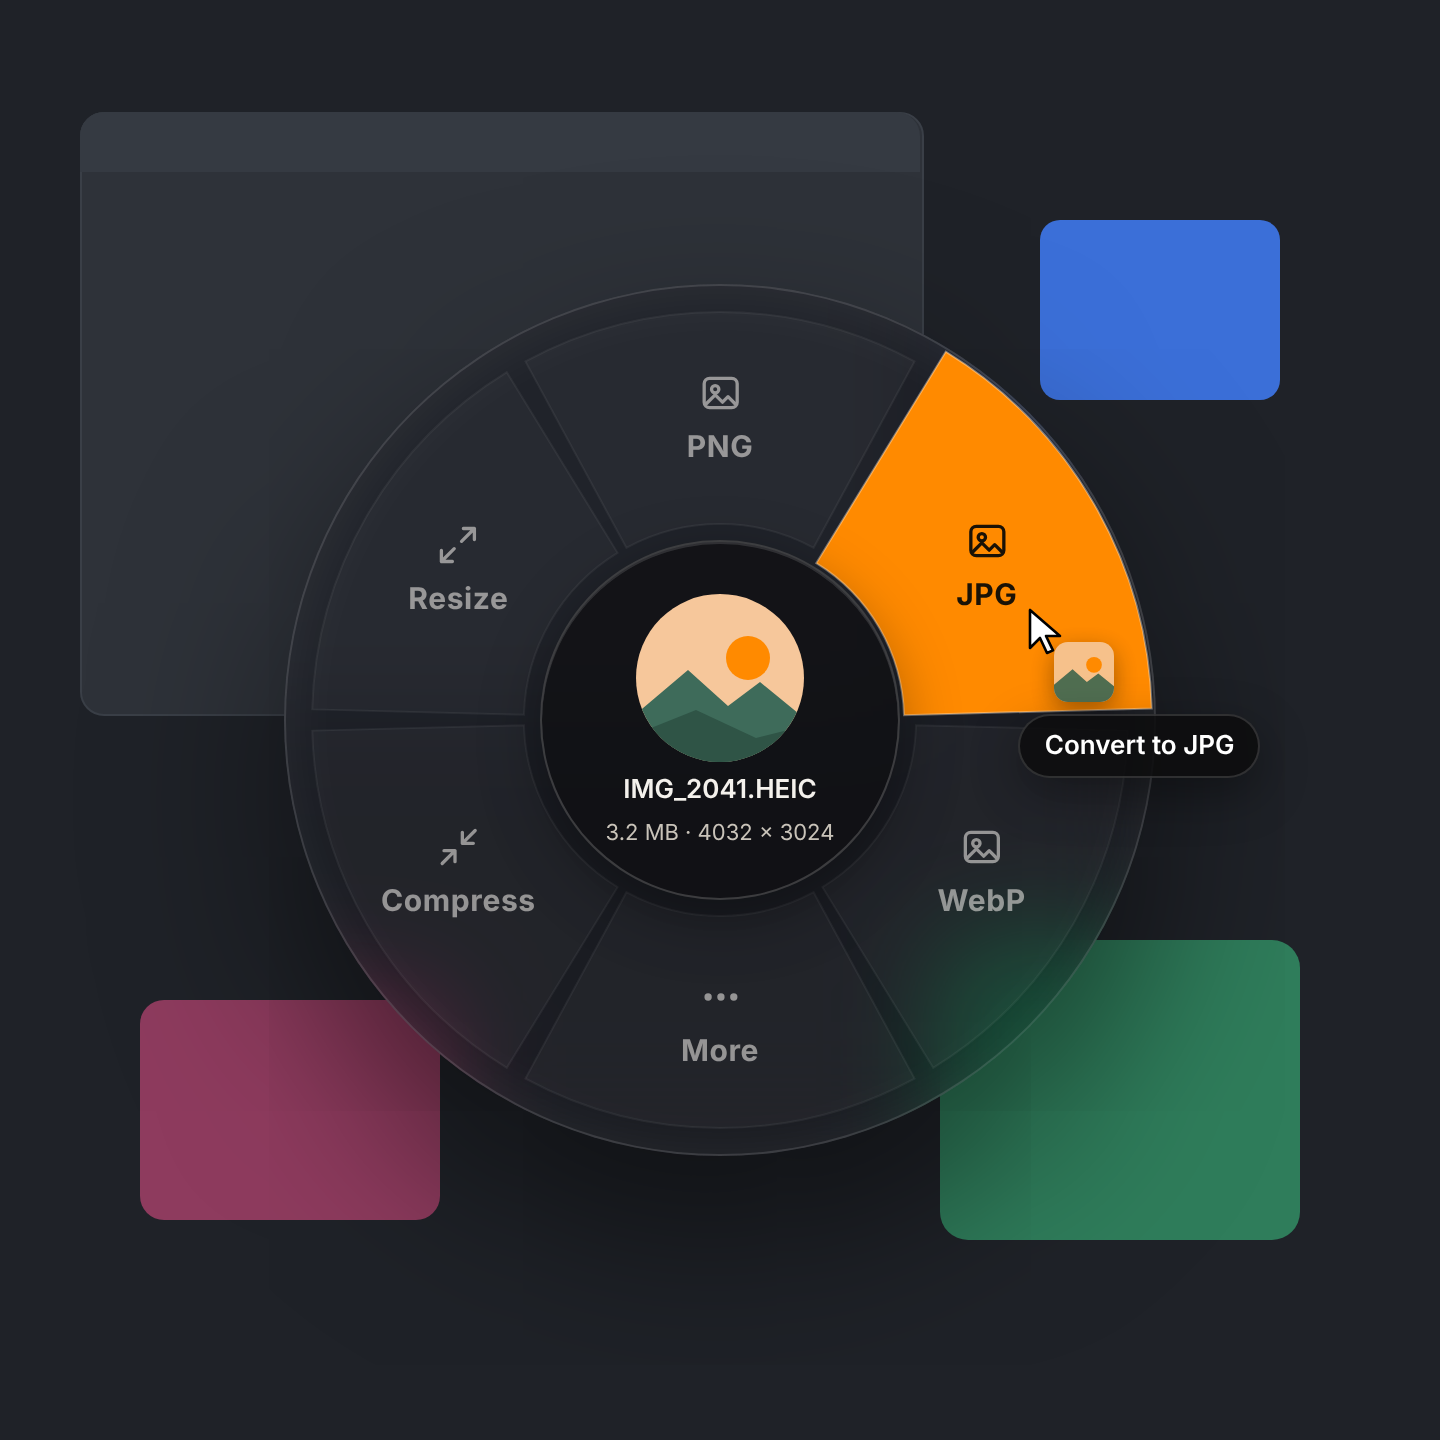 PNG
JPG
Resize
Convert to JPG
IMG_2041.HEIC
3.2 MB · 4032 × 3024
Compress
WebP
More